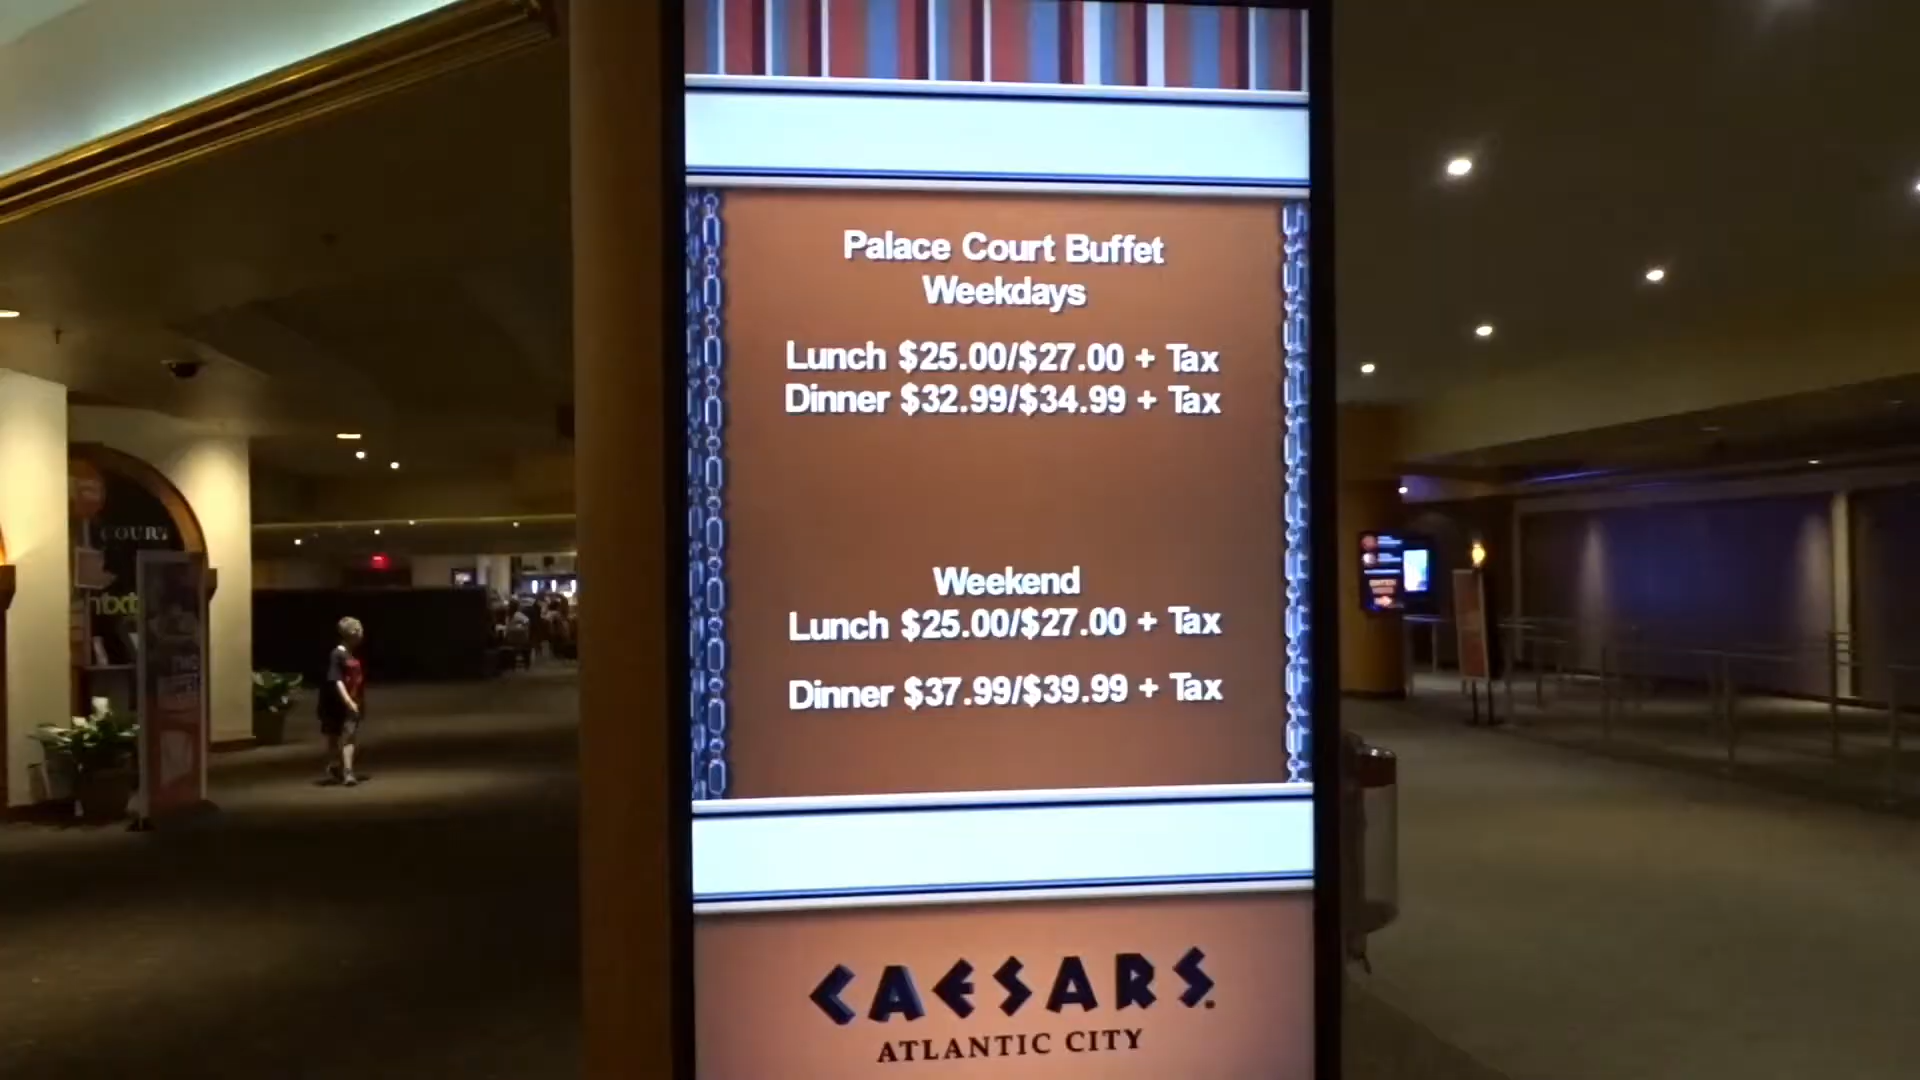 Palace Court Buffet
Weekdays
Lunch $25.00/$27.00 + Tax
Dinner $32.99/$34.99 + Tax
Weekend
Lunch $25.00/$27.00 + Tax
Dinner $37.99/$39.99 + Tax
CAESARS
ATLANTIC CITY
COURT